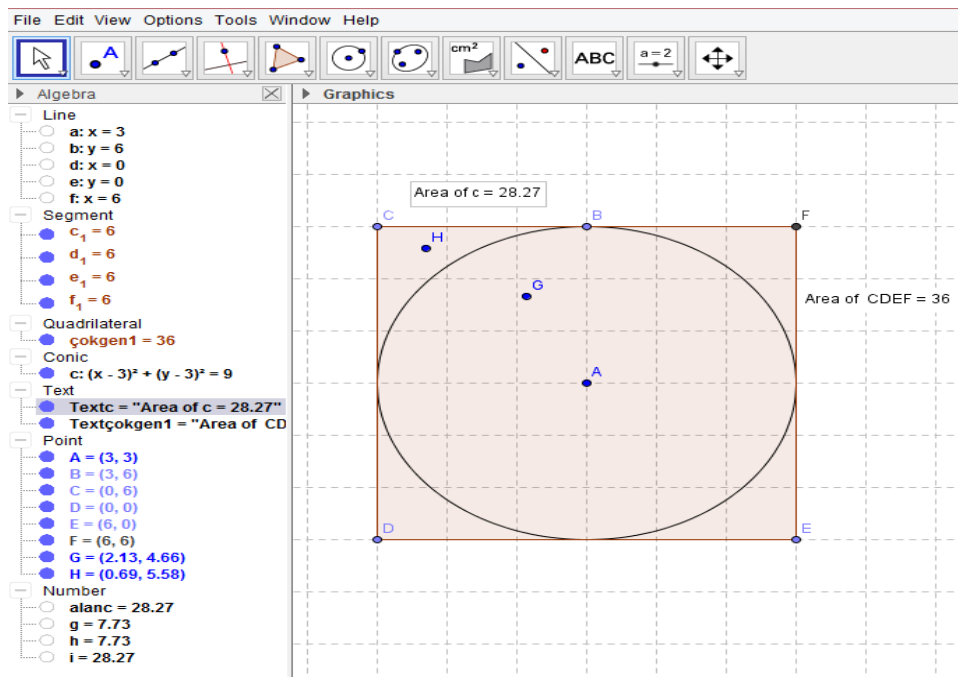 File Edit View Options Tools Window Help
A cm² ABC a=2
Algebra
Graphics
Line
a: x = 3
b: y = 6
d: x = 0
e: y = 0
f: x = 6
Segment
c₁ = 6
d₁ = 6
e₁ = 6
f₁ = 6
Quadrilateral
çokgen1 = 36
Conic
c: (x - 3)² + (y - 3)² = 9
Text
Textc = "Area of c = 28.27"
Textçokgen1 = "Area of CD
Point
A = (3, 3)
B = (3, 6)
C = (0, 6)
D = (0, 0)
E = (6, 0)
F = (6, 6)
G = (2.13, 4.66)
H = (0.69, 5.58)
Number
alanc = 28.27
g = 7.73
h = 7.73
i = 28.27
Area of c = 28.27
C B F
H
G
Area of CDEF = 36
A
D E